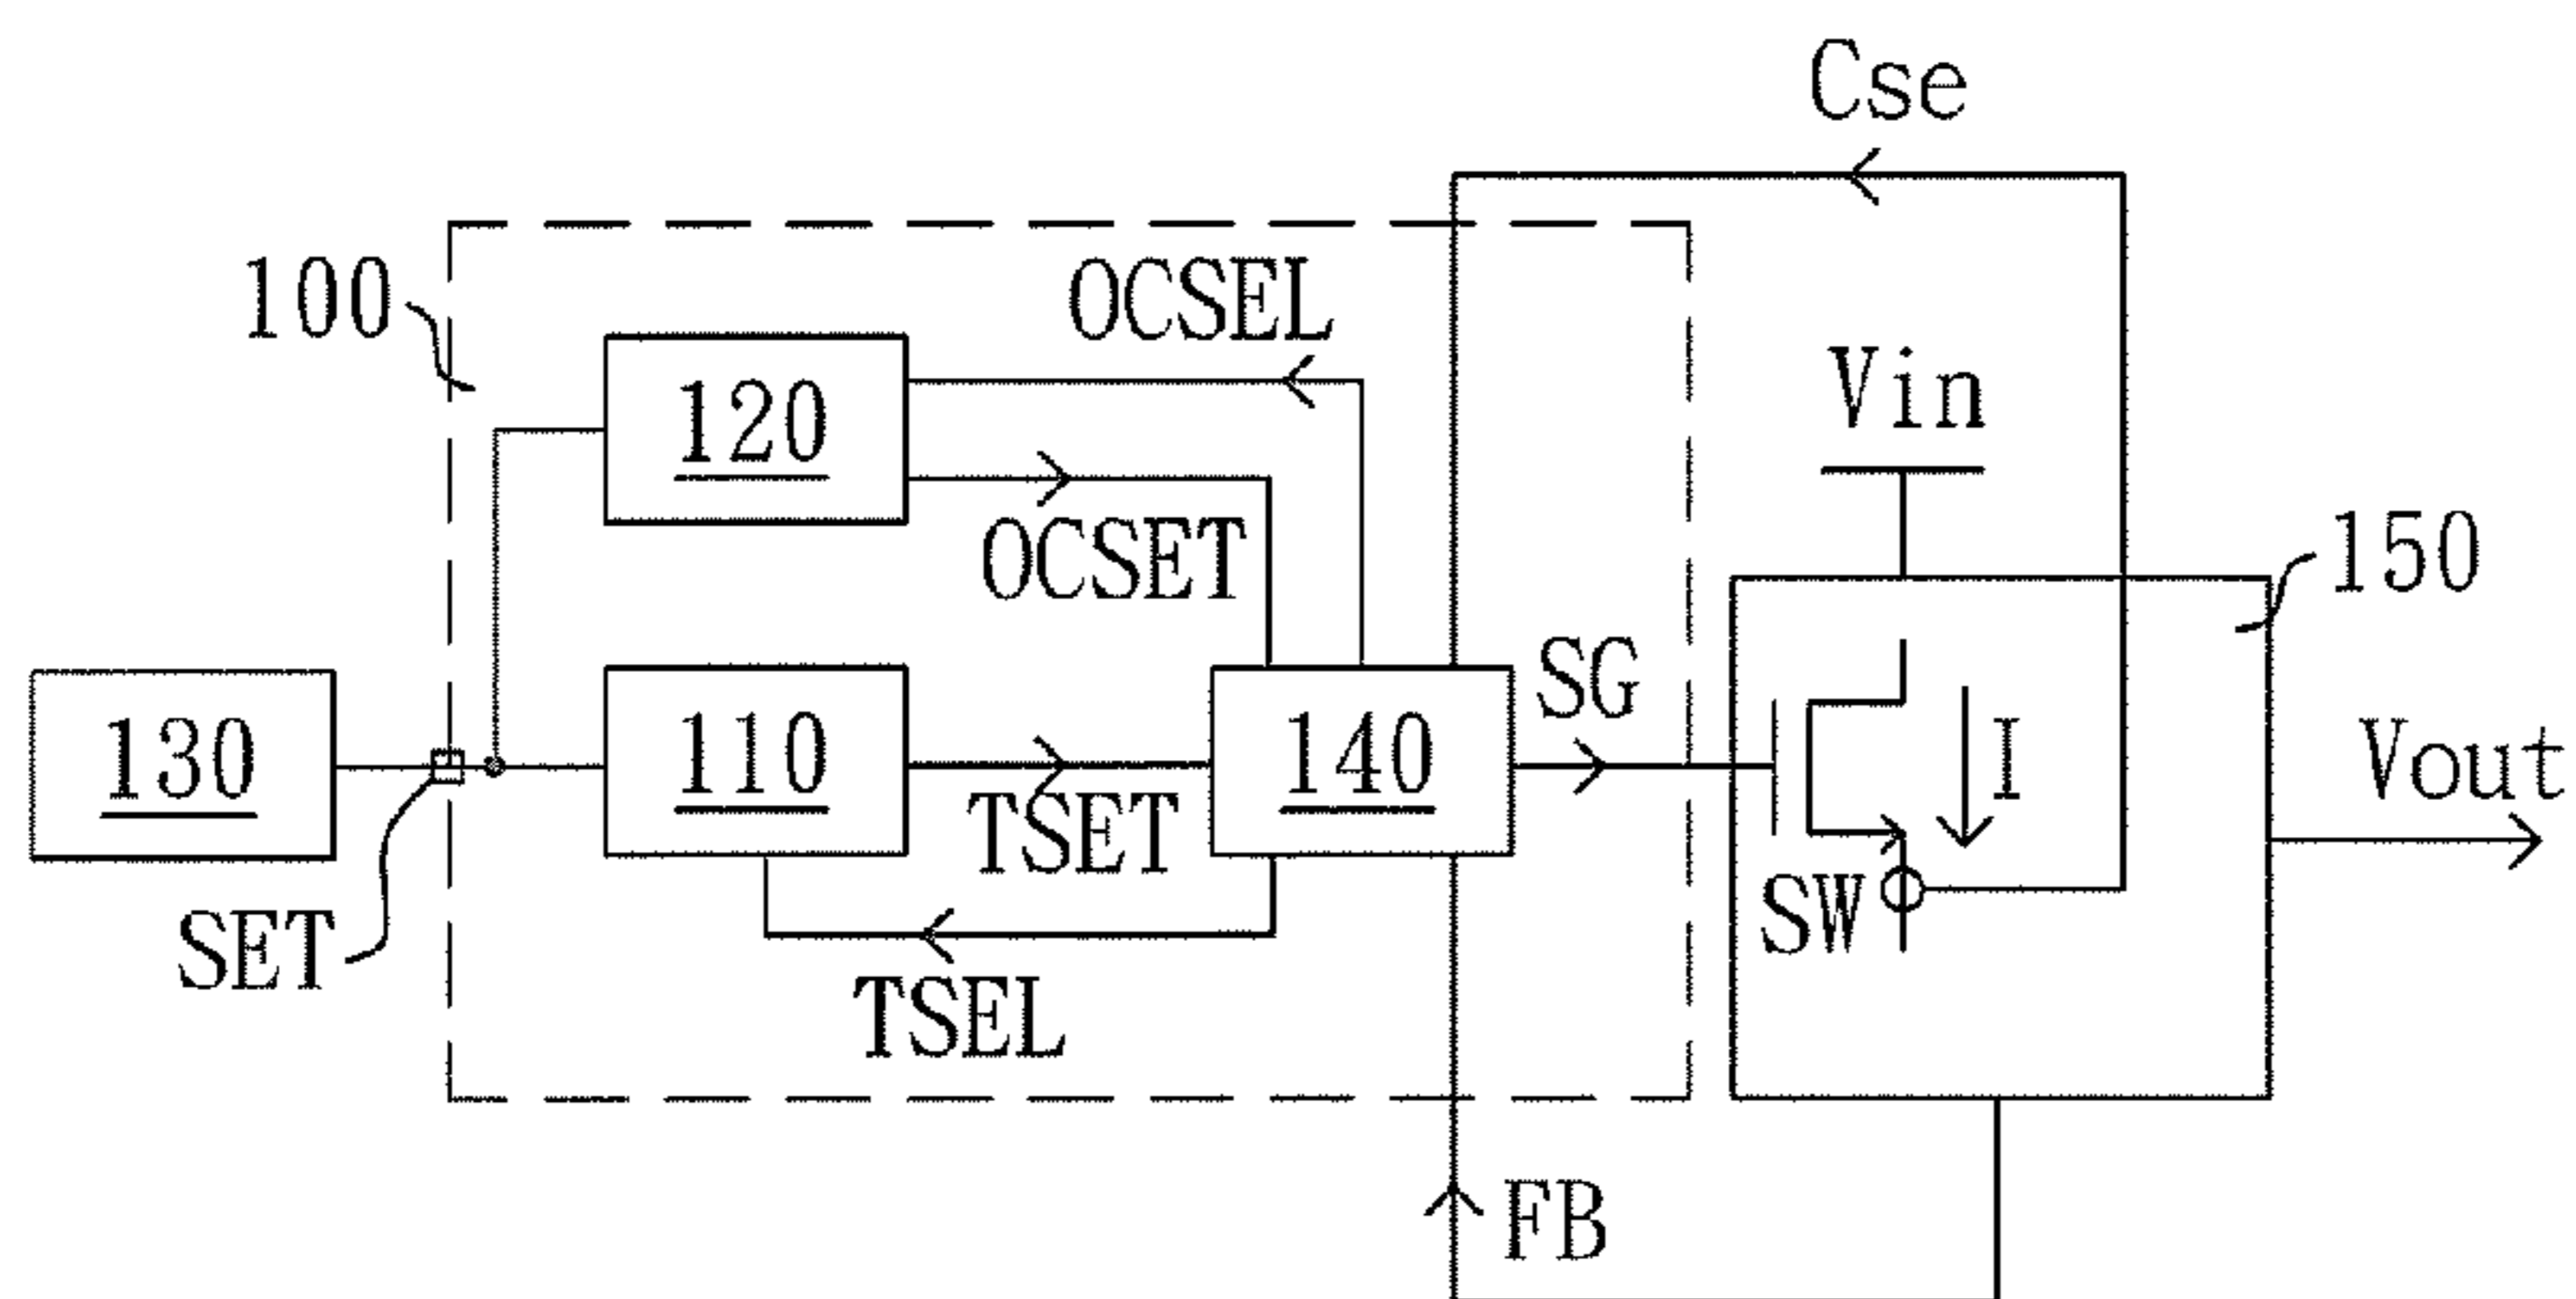 Cse
100
OCSEL
Vin
120
OCSET
150
SG
130
110
140
I
Vout
TSET
SET
SW
TSEL
FB